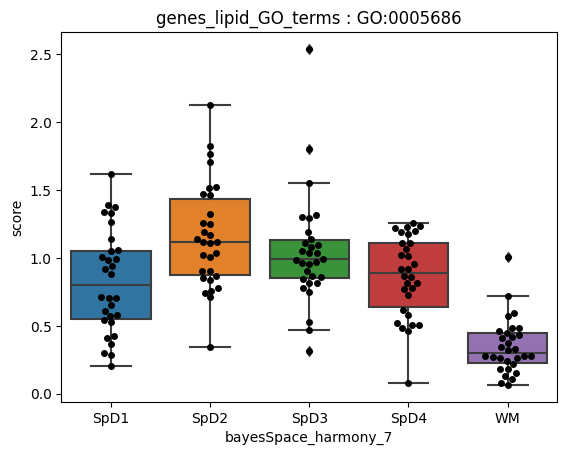 genes_lipid_GO_terms : GO:0005686
2.5
2.0
1.5
1.0
0.5
0.0
score
SpD1 SpD2 SpD3 SpD4 WM
bayesSpace_harmony_7